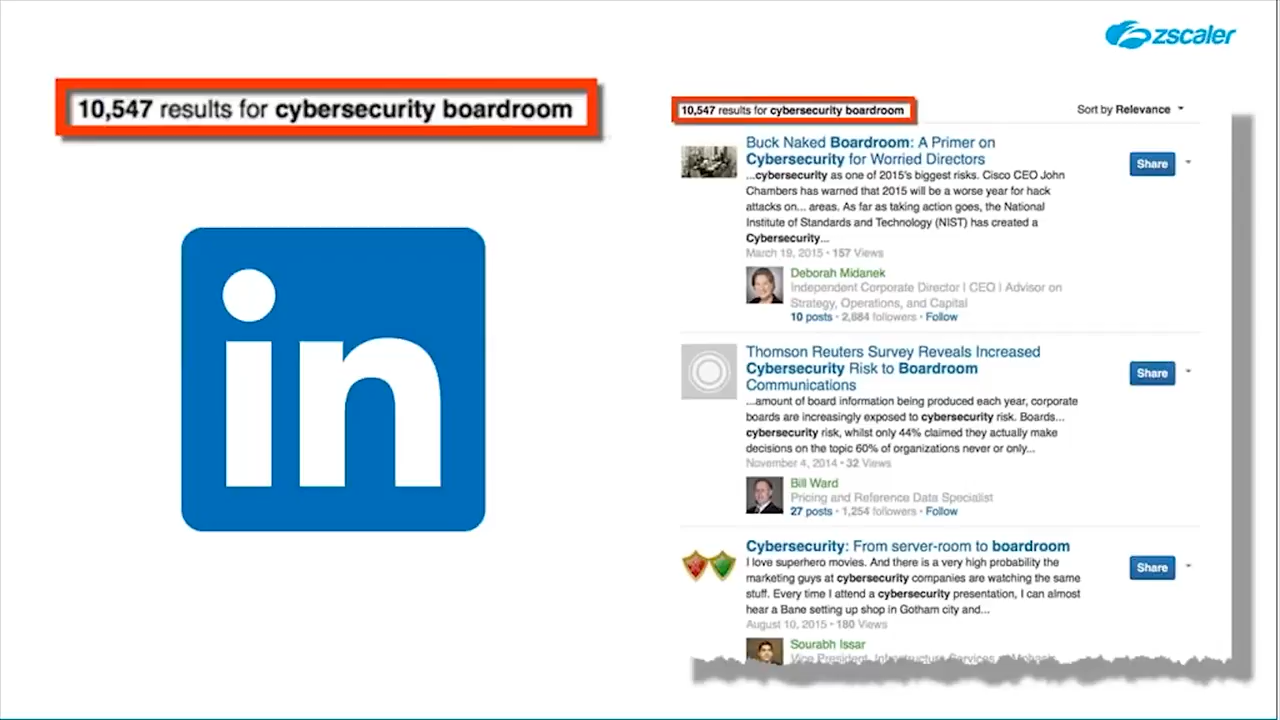 zscaler
10,547 results for cybersecurity boardroom
in
10,547 results for cybersecurity boardroom
Sort by Relevance
Buck Naked Boardroom: A Primer on
Cybersecurity for Worried Directors
Share
...cybersecurity as one of 2015's biggest risks. Cisco CEO John
Chambers has warned that 2015 will be a worse year for hack
attacks on... areas. As far as taking action goes, the National
Institute of Standards and Technology (NIST) has created a
Cybersecurity...
March 19, 2015 • 157 Views
Deborah Midanek
Independent Corporate Director | CEO | Advisor on
Strategy, Operations, and Capital
10 posts • 2,684 followers • Follow
Thomson Reuters Survey Reveals Increased
Cybersecurity Risk to Boardroom
Communications
Share
...amount of board information being produced each year, corporate
boards are increasingly exposed to cybersecurity risk. Boards...
cybersecurity risk, whilst only 44% claimed they actually make
decisions on the topic 60% of organizations never or only...
November 4, 2014 • 32 Views
Bill Ward
Pricing and Reference Data Specialist
27 posts • 1,254 followers • Follow
Cybersecurity: From server-room to boardroom
Share
I love superhero movies. And there is a very high probability the
marketing guys at cybersecurity companies are watching the same
stuff. Every time I attend a cybersecurity presentation, I can almost
hear a Bane setting up shop in Gotham city and...
August 10, 2015 • 180 Views
Sourabh Issar
Vice President, Infrastructure Services